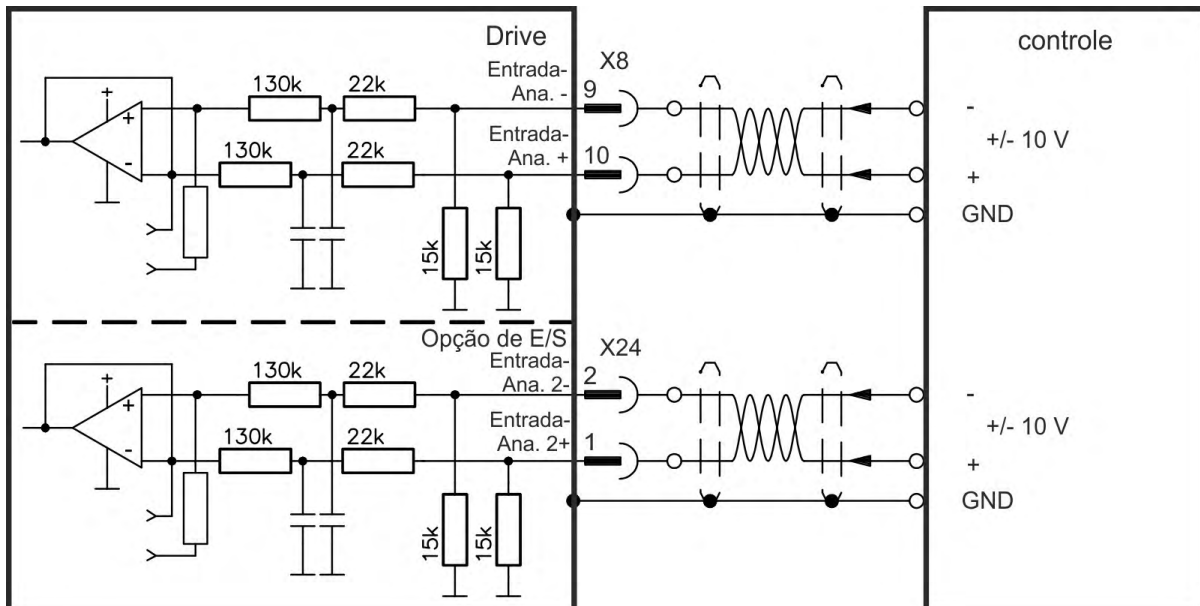 Drive
controle
Entrada-
Ana. -
X8
9
130k
22k
-
+/- 10 V
Entrada-
Ana. +
10
130k
22k
+
GND
+
+
-
15k
15k
Opção de E/S
Entrada-
Ana. 2-
X24
2
130k
22k
-
+/- 10 V
Entrada-
Ana. 2+
1
130k
22k
+
GND
+
+
-
15k
15k